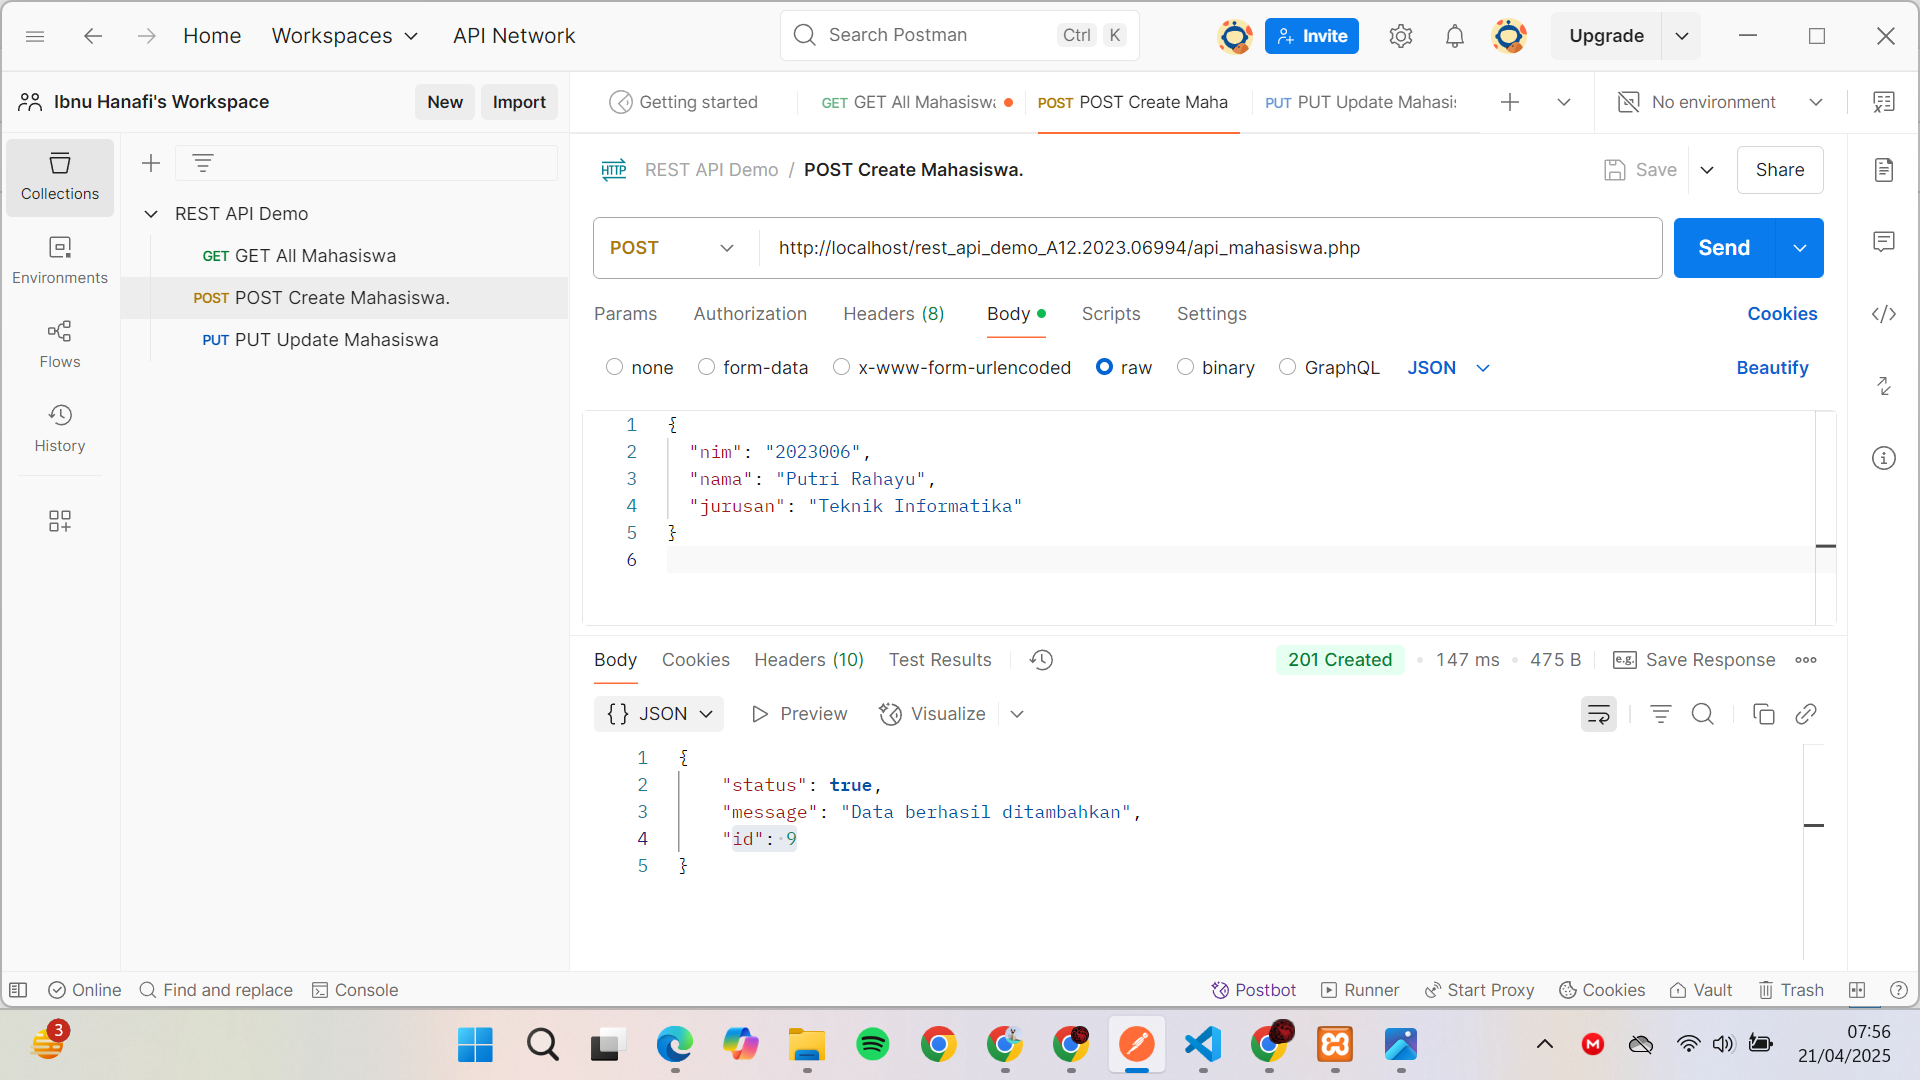 Home Workspaces API Network Search Postman Ctrl K Invite Upgrade
Ibnu Hanafi's Workspace New Import
Getting started GET GET All Mahasiswa POST POST Create Maha PUT PUT Update Mahasi No environment
Collections
Environments
Flows
History
REST API Demo
GET GET All Mahasiswa
POST POST Create Mahasiswa.
PUT PUT Update Mahasiswa
HTTP REST API Demo / POST Create Mahasiswa. Save Share
POST http://localhost/rest_api_demo_A12.2023.06994/api_mahasiswa.php Send
Params Authorization Headers (8) Body Scripts Settings Cookies
none form-data x-www-form-urlencoded raw binary GraphQL JSON Beautify
1 {
2 "nim": "2023006",
3 "nama": "Putri Rahayu",
4 "jurusan": "Teknik Informatika"
5 }
6
Body Cookies Headers (10) Test Results 201 Created • 147 ms • 475 B e.g. Save Response
{} JSON Preview Visualize
1 {
2 "status": true,
3 "message": "Data berhasil ditambahkan",
4 "id": 9
5 }
Online Find and replace Console Postbot Runner Start Proxy Cookies Vault Trash
3
M
07:56
21/04/2025